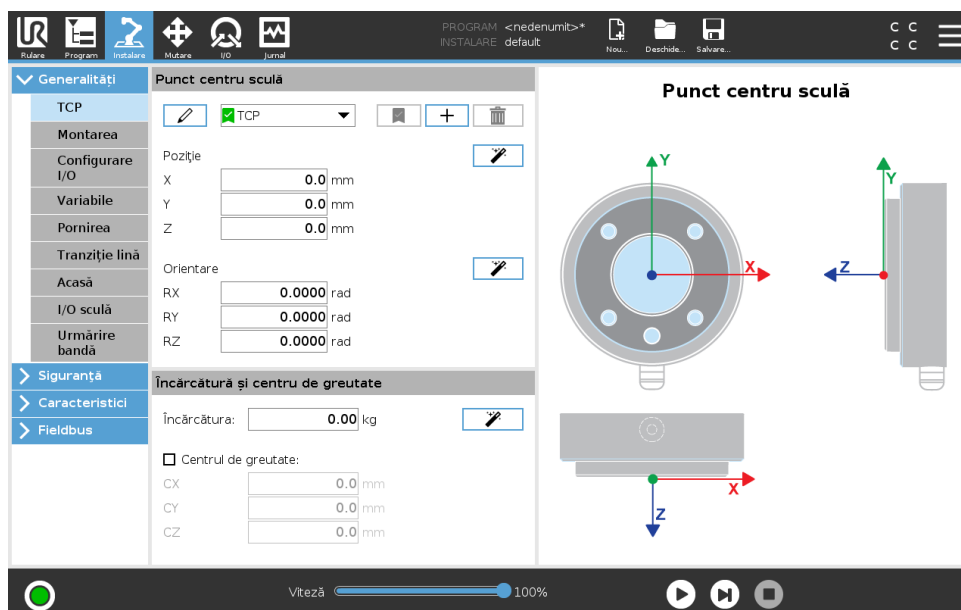 Rulare
Program
Instalare
Mutare
I/O
Jurnal
PROGRAM <nedenumit>*
INSTALARE default
Nou...
Deschide...
Salvare...
C C
C C
Generalități
TCP
Montarea
Configurare
I/O
Variabile
Pornirea
Tranziție lină
Acasă
I/O sculă
Urmărire
bandă
Siguranță
Caracteristici
Fieldbus
Punct centru sculă
TCP
Poziție
X 0.0 mm
Y 0.0 mm
Z 0.0 mm
Orientare
RX 0.0000 rad
RY 0.0000 rad
RZ 0.0000 rad
Încărcătură și centru de greutate
Încărcătura: 0.00 kg
Centrul de greutate:
CX 0.0 mm
CY 0.0 mm
CZ 0.0 mm
Punct centru sculă
Y
X
Y
Z
X
Z
Viteză 100%